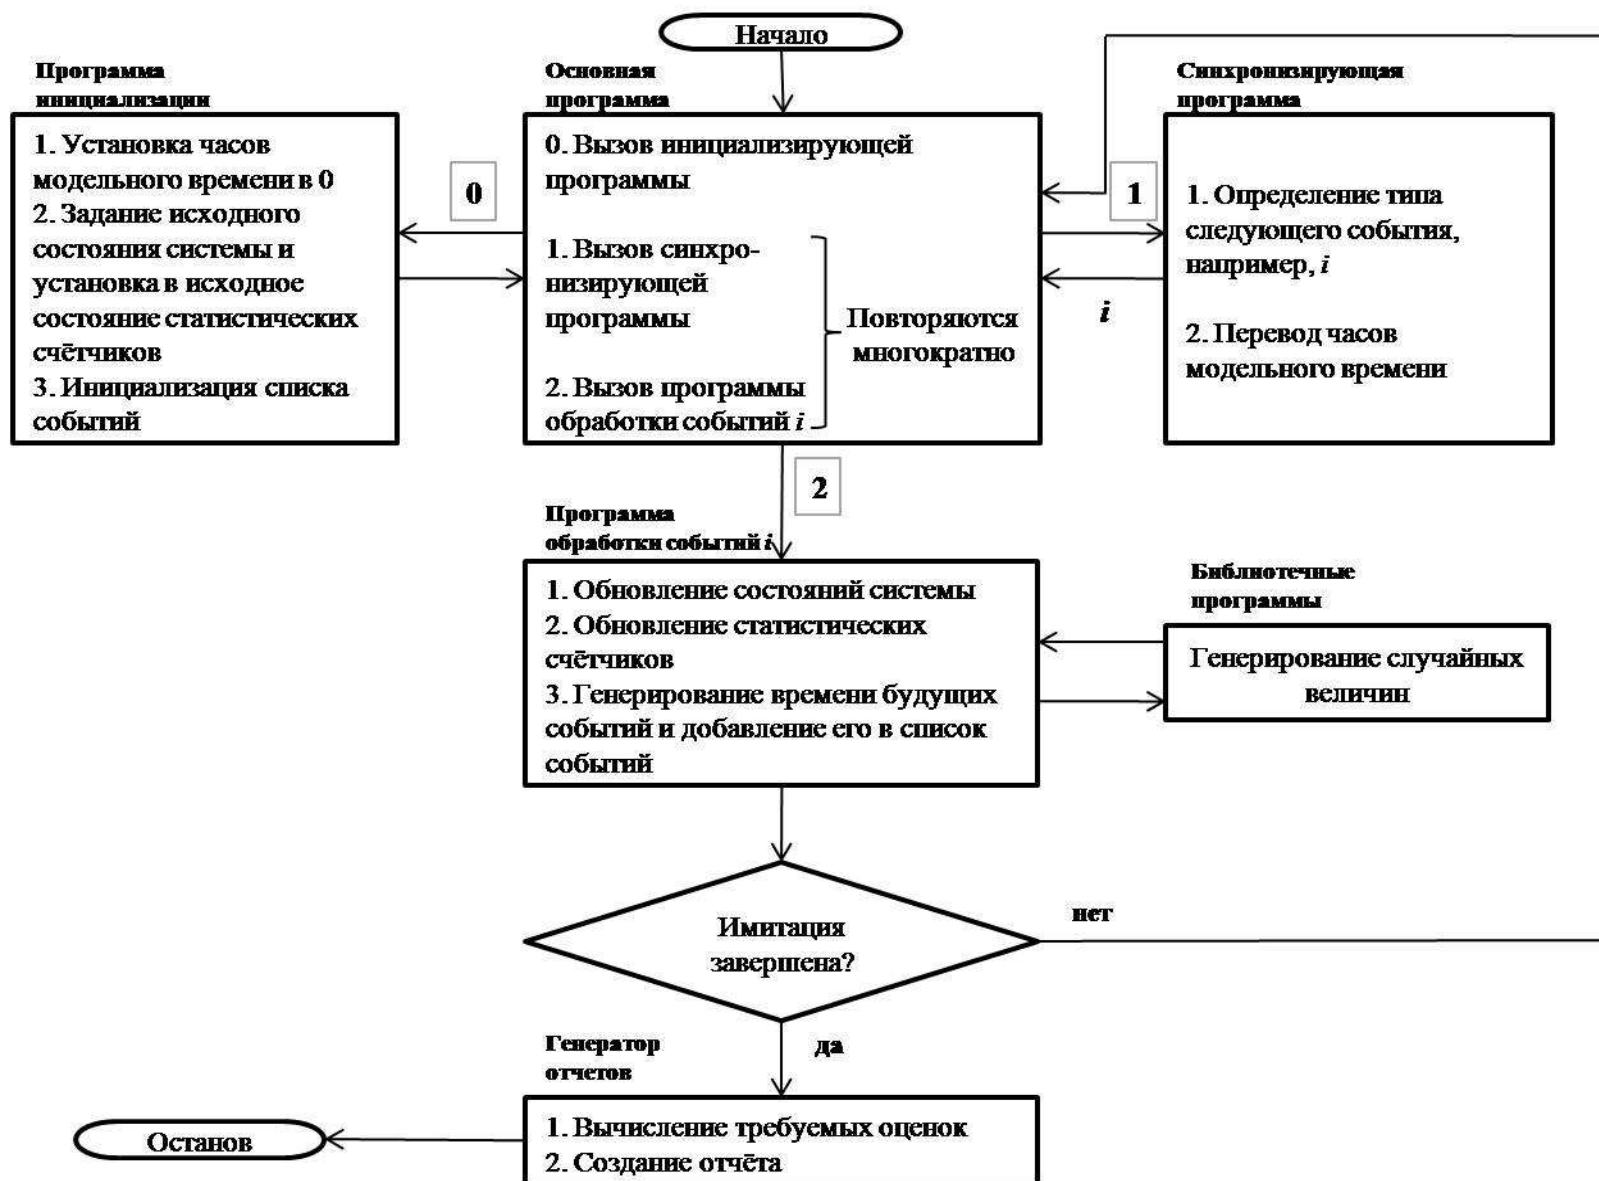 Начало
Программа
инициализации
1. Установка часов
модельного времени в 0
2. Задание исходного
состояния системы и
установка в исходное
состояние статистических
счётчиков
3. Инициализация списка
событий
0
Основная
программа
0. Вызов инициализирующей
программы
1. Вызов синхро-
низирующей
программы
2. Вызов программы
обработки событий i
Повторяются
многократно
1
i
Синхронизирующая
программа
1. Определение типа
следующего события,
например, i
2. Перевод часов
модельного времени
2
Программа
обработки событий i
1. Обновление состояний системы
2. Обновление статистических
счётчиков
3. Генерирование времени будущих
событий и добавление его в список
событий
Библиотечные
программы
Генерирование случайных
величин
Имитация
завершена?
нет
да
Генератор
отчетов
1. Вычисление требуемых оценок
2. Создание отчёта
Останов